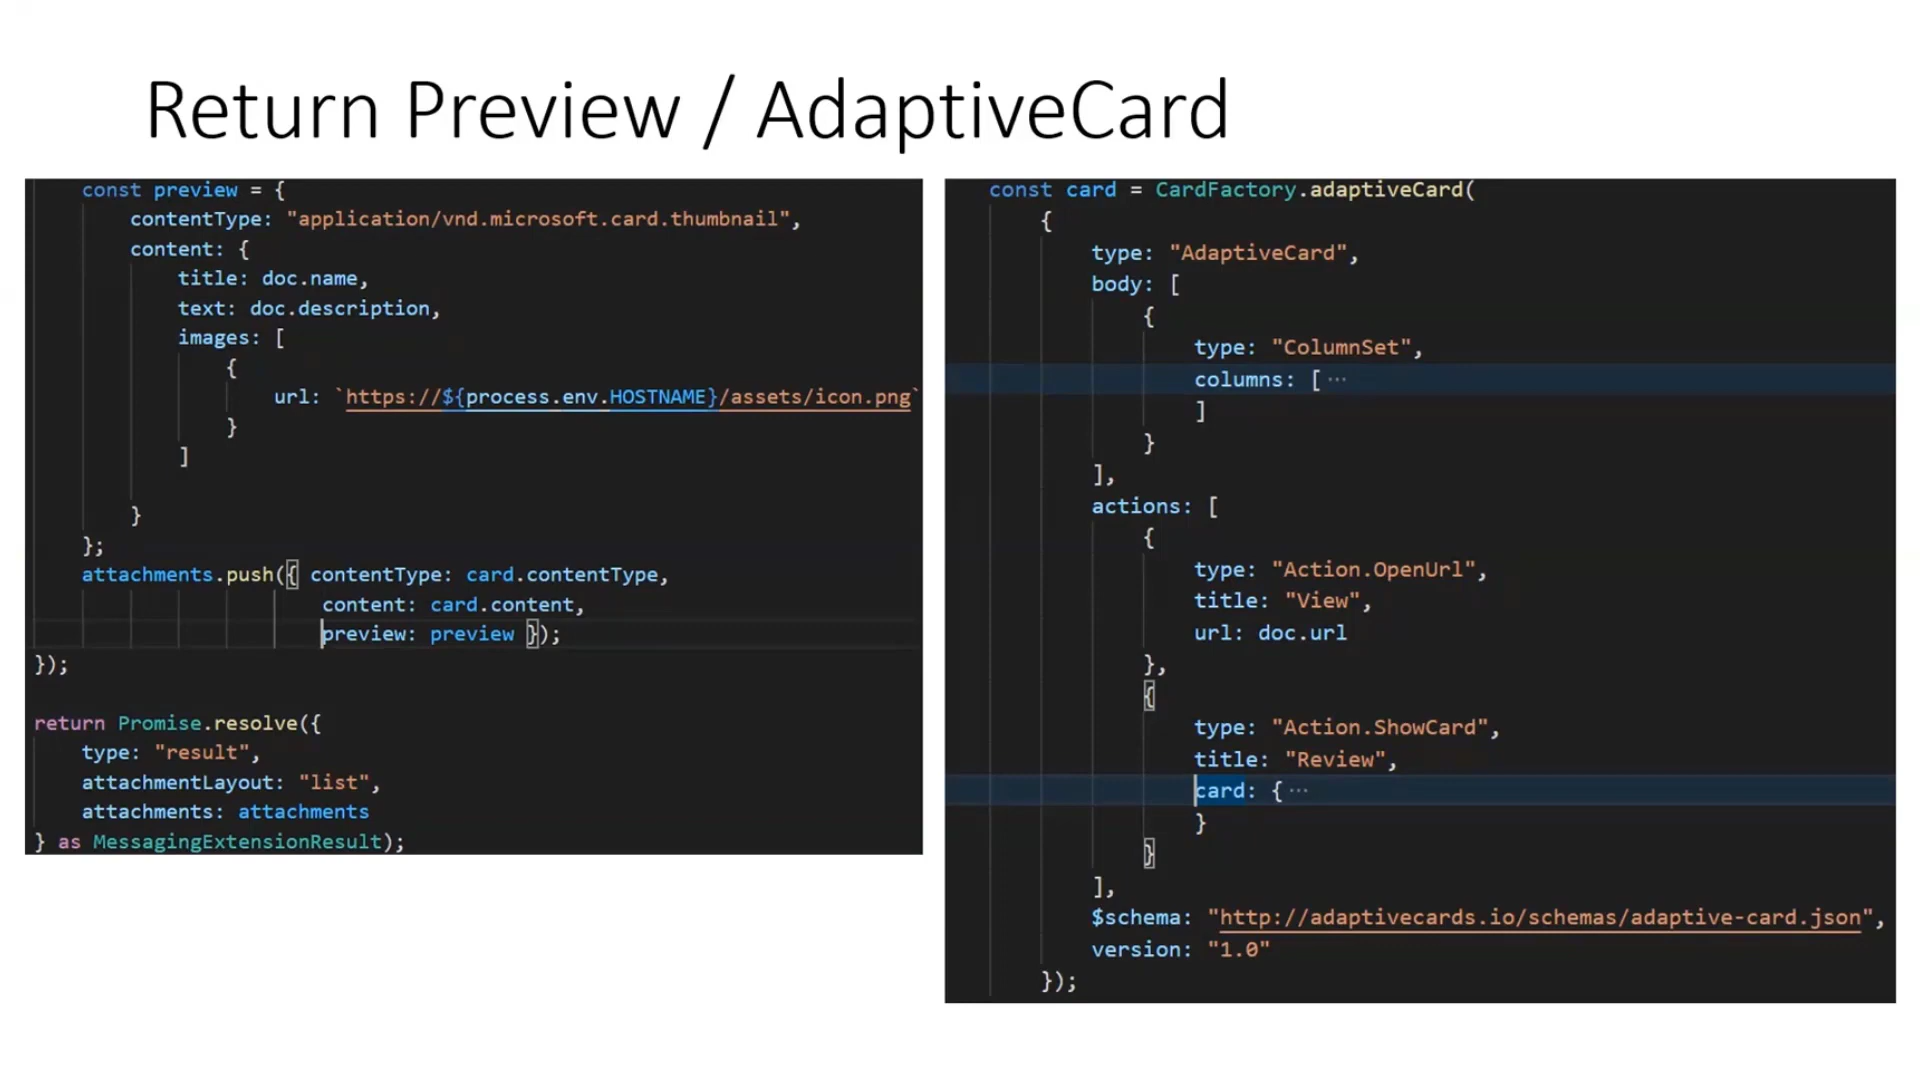 Return Preview / AdaptiveCard
const preview = {
contentType: "application/vnd.microsoft.card.thumbnail",
content: {
title: doc.name,
text: doc.description,
images: [
{
url: `https://${process.env.HOSTNAME}/assets/icon.png`
}
]
}
};
attachments.push({ contentType: card.contentType,
content: card.content,
preview: preview });
});
return Promise.resolve({
type: "result",
attachmentLayout: "list",
attachments: attachments
} as MessagingExtensionResult);
const card = CardFactory.adaptiveCard(
{
type: "AdaptiveCard",
body: [
{
type: "ColumnSet",
columns: [ ...
]
}
],
actions: [
{
type: "Action.OpenUrl",
title: "View",
url: doc.url
},
{
type: "Action.ShowCard",
title: "Review",
card: { ...
}
}
],
$schema: "http://adaptivecards.io/schemas/adaptive-card.json",
version: "1.0"
});